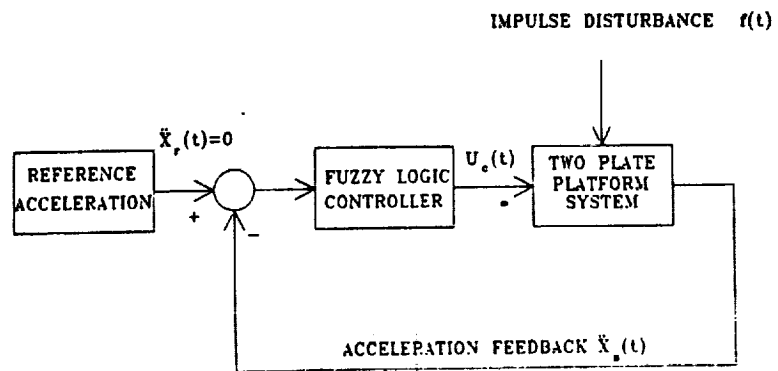 IMPULSE DISTURBANCE f(t)
Ẍr(t)=0
REFERENCE
ACCELERATION
+
−
FUZZY LOGIC
CONTROLLER
Uc(t)
TWO PLATE
PLATFORM
SYSTEM
ACCELERATION FEEDBACK Ẍs(t)